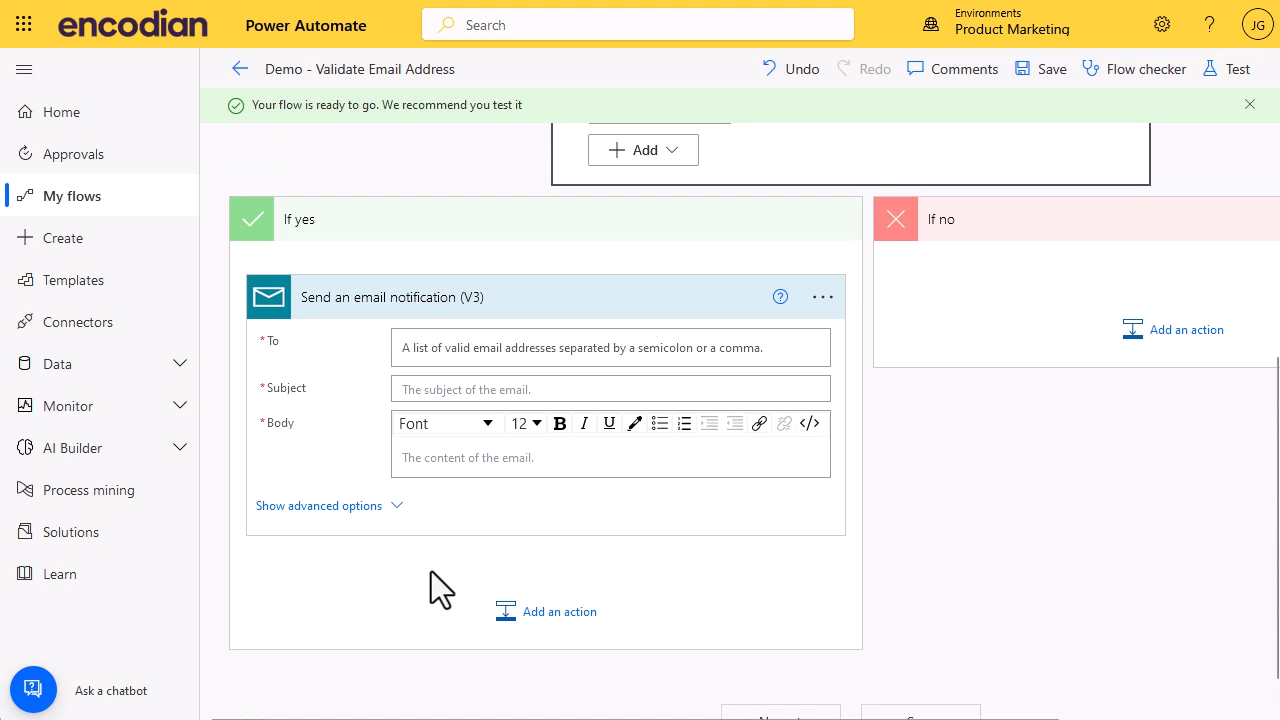 encodian
Power Automate
Search
Environments
Product Marketing
?
JG
Demo - Validate Email Address
Undo
Redo
Comments
Save
Flow checker
Test
Your flow is ready to go. We recommend you test it
Home
Approvals
My flows
Create
Templates
Connectors
Data
Monitor
AI Builder
Process mining
Solutions
Learn
Ask a chatbot
Add
If yes
If no
Send an email notification (V3)
?
...
*To
A list of valid email addresses separated by a semicolon or a comma.
*Subject
The subject of the email.
*Body
Font
12
B
I
U
</>
The content of the email.
Show advanced options
Add an action
Add an action